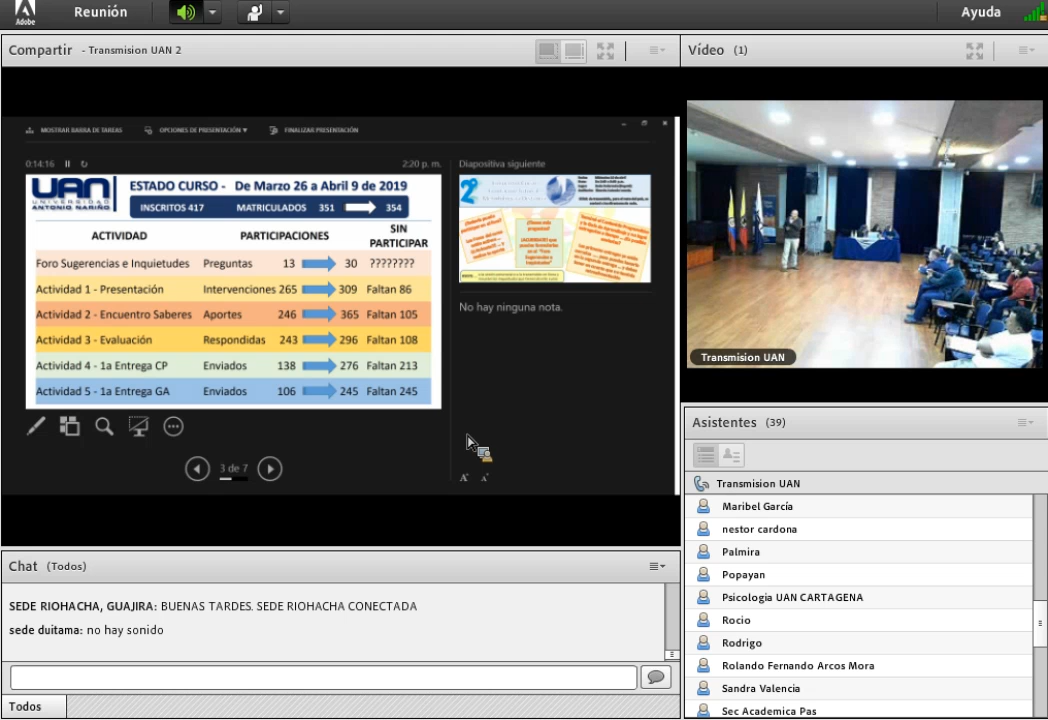 Adobe
Reunión
Ayuda
Compartir - Transmision UAN 2
MOSTRAR BARRA DE TAREAS
OPCIONES DE PRESENTACIÓN
FINALIZAR PRESENTACIÓN
0:14:16
2:20 p. m.
UAN
UNIVERSIDAD
ANTONIO NARIÑO
ESTADO CURSO - De Marzo 26 a Abril 9 de 2019
INSCRITOS 417 MATRICULADOS 351 354
ACTIVIDAD PARTICIPACIONES SIN PARTICIPAR
Foro Sugerencias e Inquietudes Preguntas 13 30 ????????
Actividad 1 - Presentación Intervenciones 265 309 Faltan 86
Actividad 2 - Encuentro Saberes Aportes 246 365 Faltan 105
Actividad 3 - Evaluación Respondidas 243 296 Faltan 108
Actividad 4 - 1a Entrega CP Enviados 138 276 Faltan 213
Actividad 5 - 1a Entrega GA Enviados 106 245 Faltan 245
3 de 7
Diapositiva siguiente
No hay ninguna nota.
Vídeo (1)
Transmision UAN
Asistentes (39)
Transmision UAN
Maribel García
nestor cardona
Palmira
Popayan
Psicologia UAN CARTAGENA
Rocio
Rodrigo
Rolando Fernando Arcos Mora
Sandra Valencia
Sec Academica Pas
Chat (Todos)
SEDE RIOHACHA, GUAJIRA: BUENAS TARDES. SEDE RIOHACHA CONECTADA
sede duitama: no hay sonido
Todos